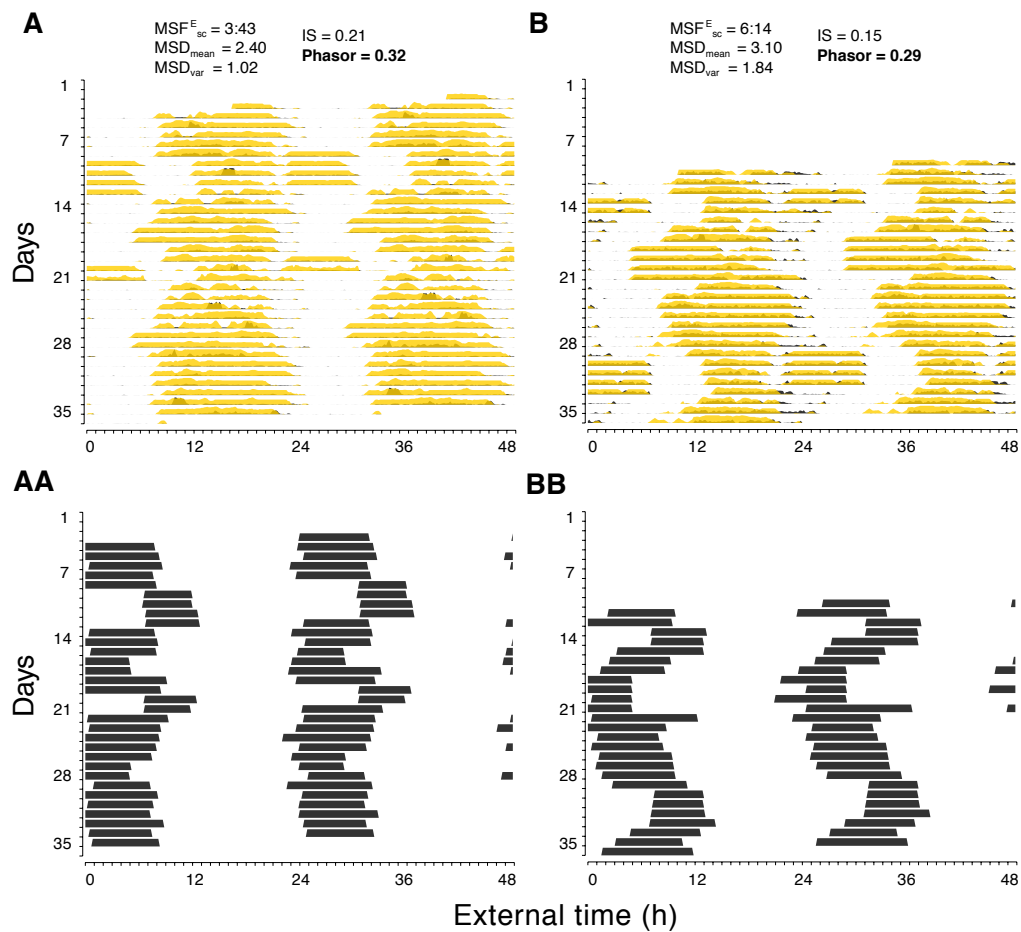 A
MSF^E_sc = 3:43
MSD_mean = 2.40
MSD_var = 1.02
IS = 0.21
Phasor = 0.32
B
MSF^E_sc = 6:14
MSD_mean = 3.10
MSD_var = 1.84
IS = 0.15
Phasor = 0.29
Days
1
7
14
21
28
35
0 12 24 36 48
1
7
14
21
28
35
0 12 24 36 48
AA
BB
Days
1
7
14
21
28
35
0 12 24 36 48
1
7
14
21
28
35
0 12 24 36 48
External time (h)